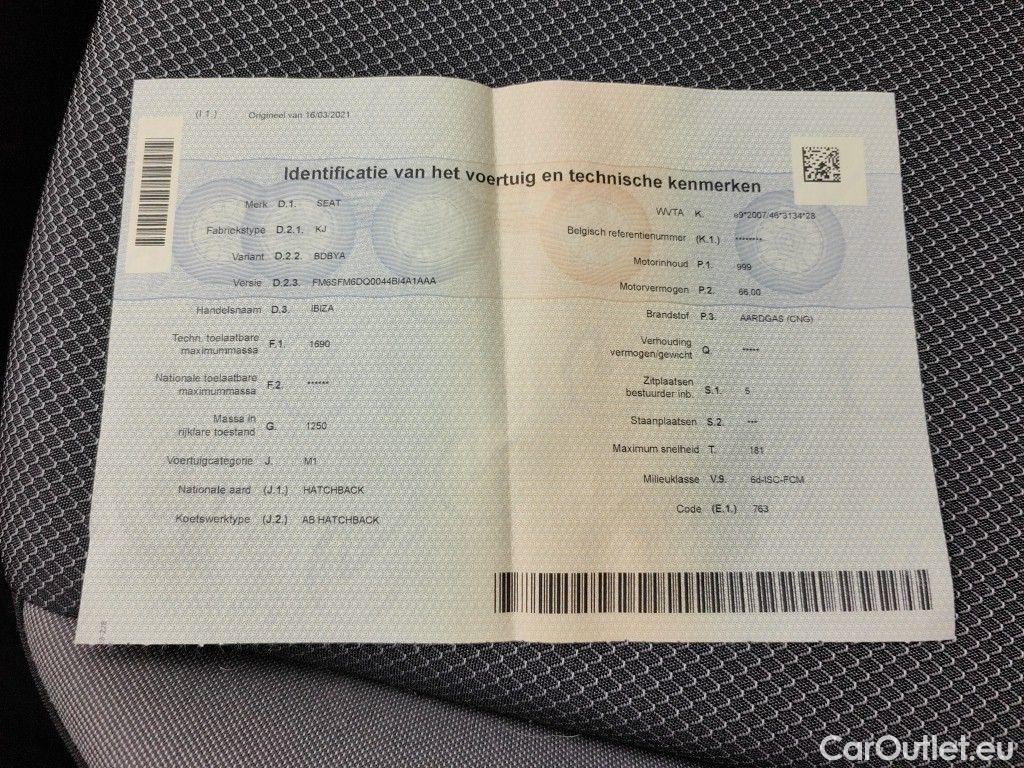 (I.1.) Origineel van 16/03/2021
Identificatie van het voertuig en technische kenmerken
Merk D.1. SEAT
Fabriekstype D.2.1. KJ
Variant D.2.2. BDBYA
Versie D.2.3. FM6SFM6DQ0044BI4A1AAA
Handelsnaam D.3. IBIZA
Techn. toelaatbare
maximummassa F.1. 1690
Nationale toelaatbare
maximummassa F.2. ******
Massa in
rijklare toestand G. 1250
Voertuigcategorie J. M1
Nationale aard (J.1.) HATCHBACK
Koetswerktype (J.2.) AB HATCHBACK
WVTA K. e9*2007/46*3134*28
Belgisch referentienummer (K.1.) ********
Motorinhoud P.1. 999
Motorvermogen P.2. 66.00
Brandstof P.3. AARDGAS (CNG)
Verhouding
vermogen/gewicht Q. *****
Zitplaatsen
bestuurder inb. S.1. 5
Staanplaatsen S.2. ***
Maximum snelheid T. 181
Milieuklasse V.9. 6d-ISC-FCM
Code (E.1.) 763
CarOutlet.eu